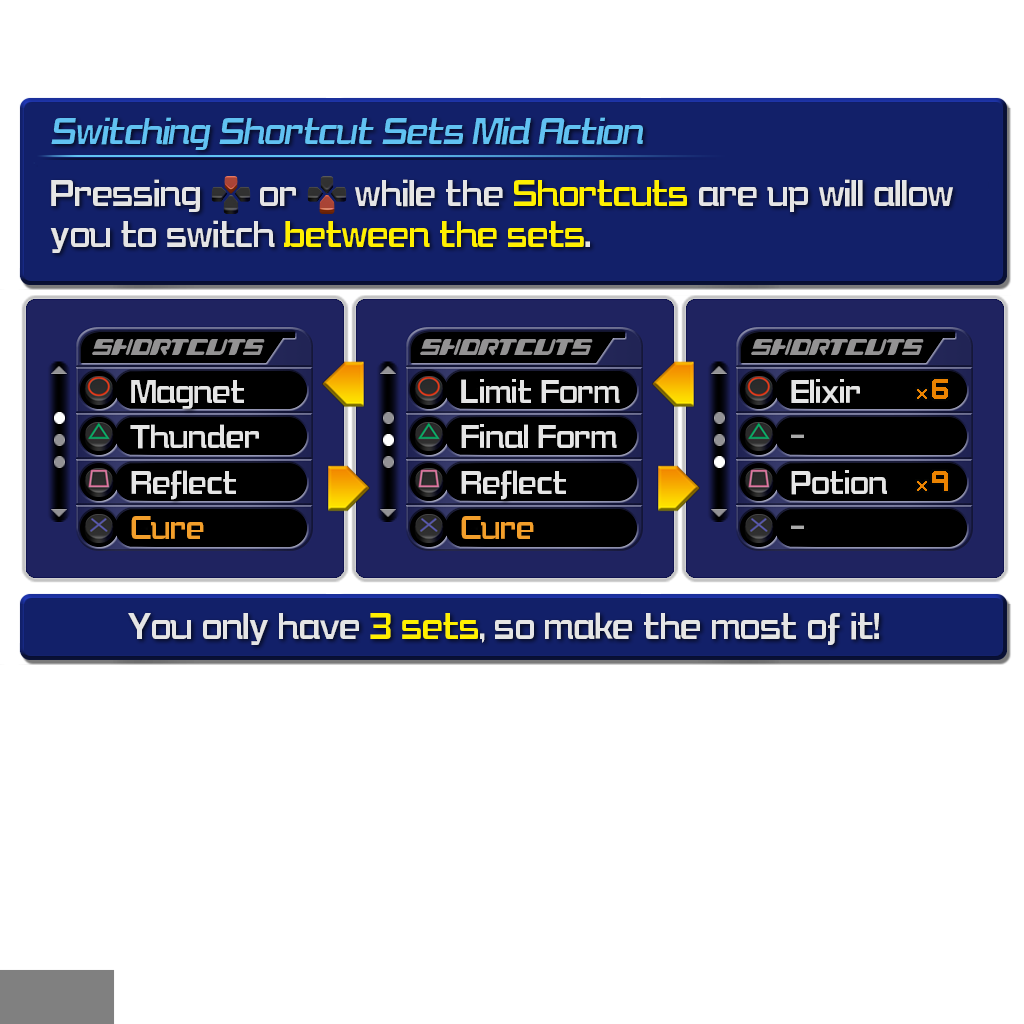 Switching Shortcut Sets Mid Action
Pressing or while the Shortcuts are up will allow
you to switch between the sets.
SHORTCUTS
Magnet
Thunder
Reflect
Cure
SHORTCUTS
Limit Form
Final Form
Reflect
Cure
SHORTCUTS
Elixir ×6
–
Potion ×9
–
You only have 3 sets, so make the most of it!